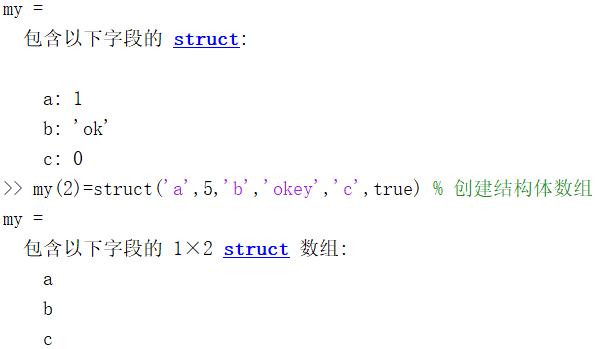 my =
包含以下字段的 struct:
a: 1
b: 'ok'
c: 0
>> my(2)=struct('a',5,'b','okey','c',true) % 创建结构体数组
my =
包含以下字段的 1×2 struct 数组:
a
b
c